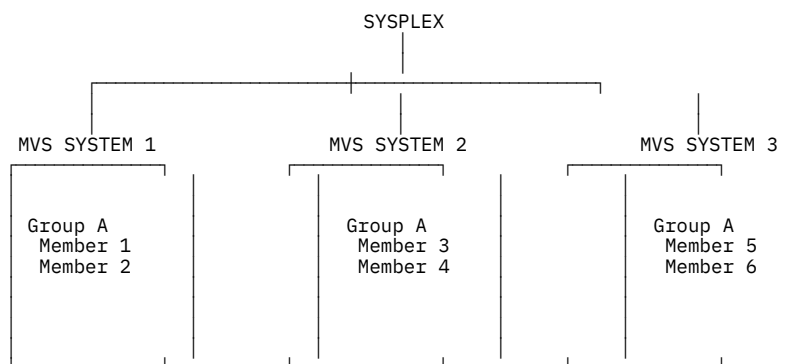 SYSPLEX
MVS SYSTEM 1 MVS SYSTEM 2 MVS SYSTEM 3
Group A Group A Group A
Member 1 Member 3 Member 5
Member 2 Member 4 Member 6